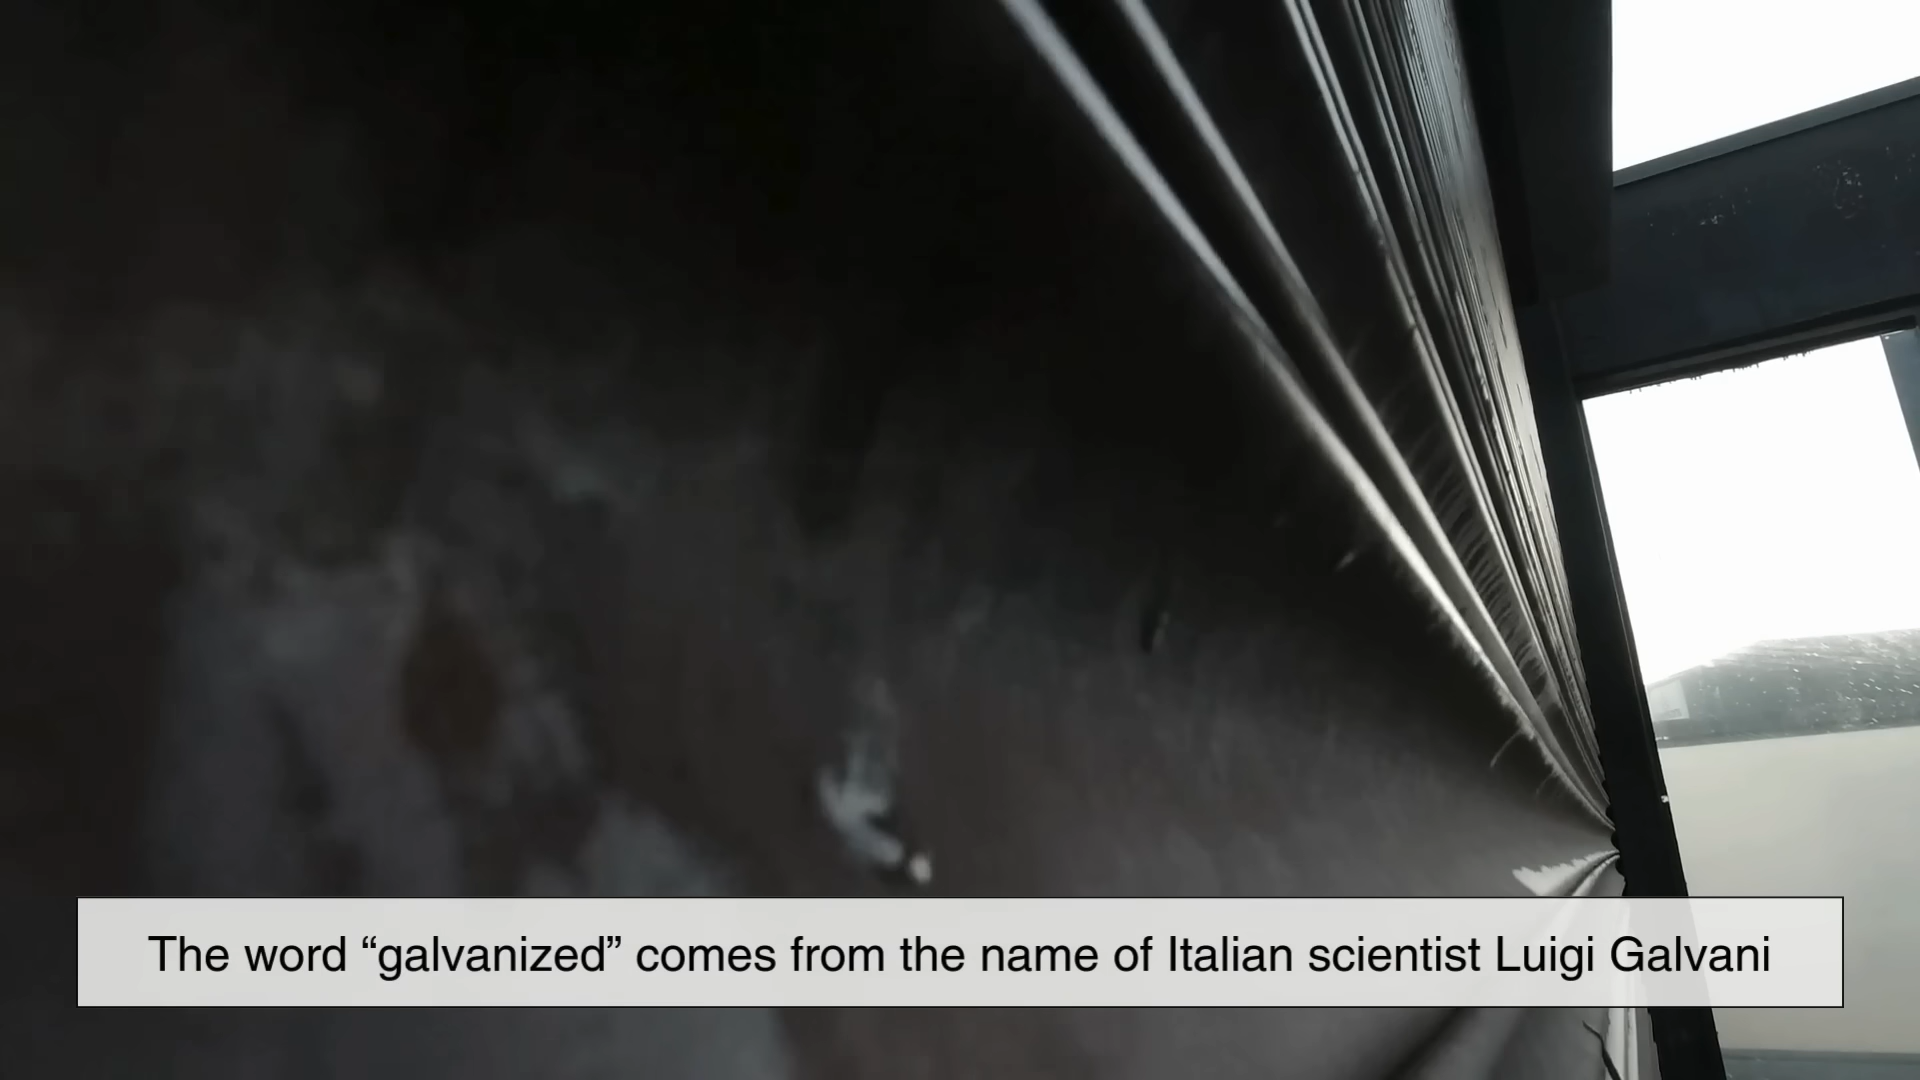 The word “galvanized” comes from the name of Italian scientist Luigi Galvani